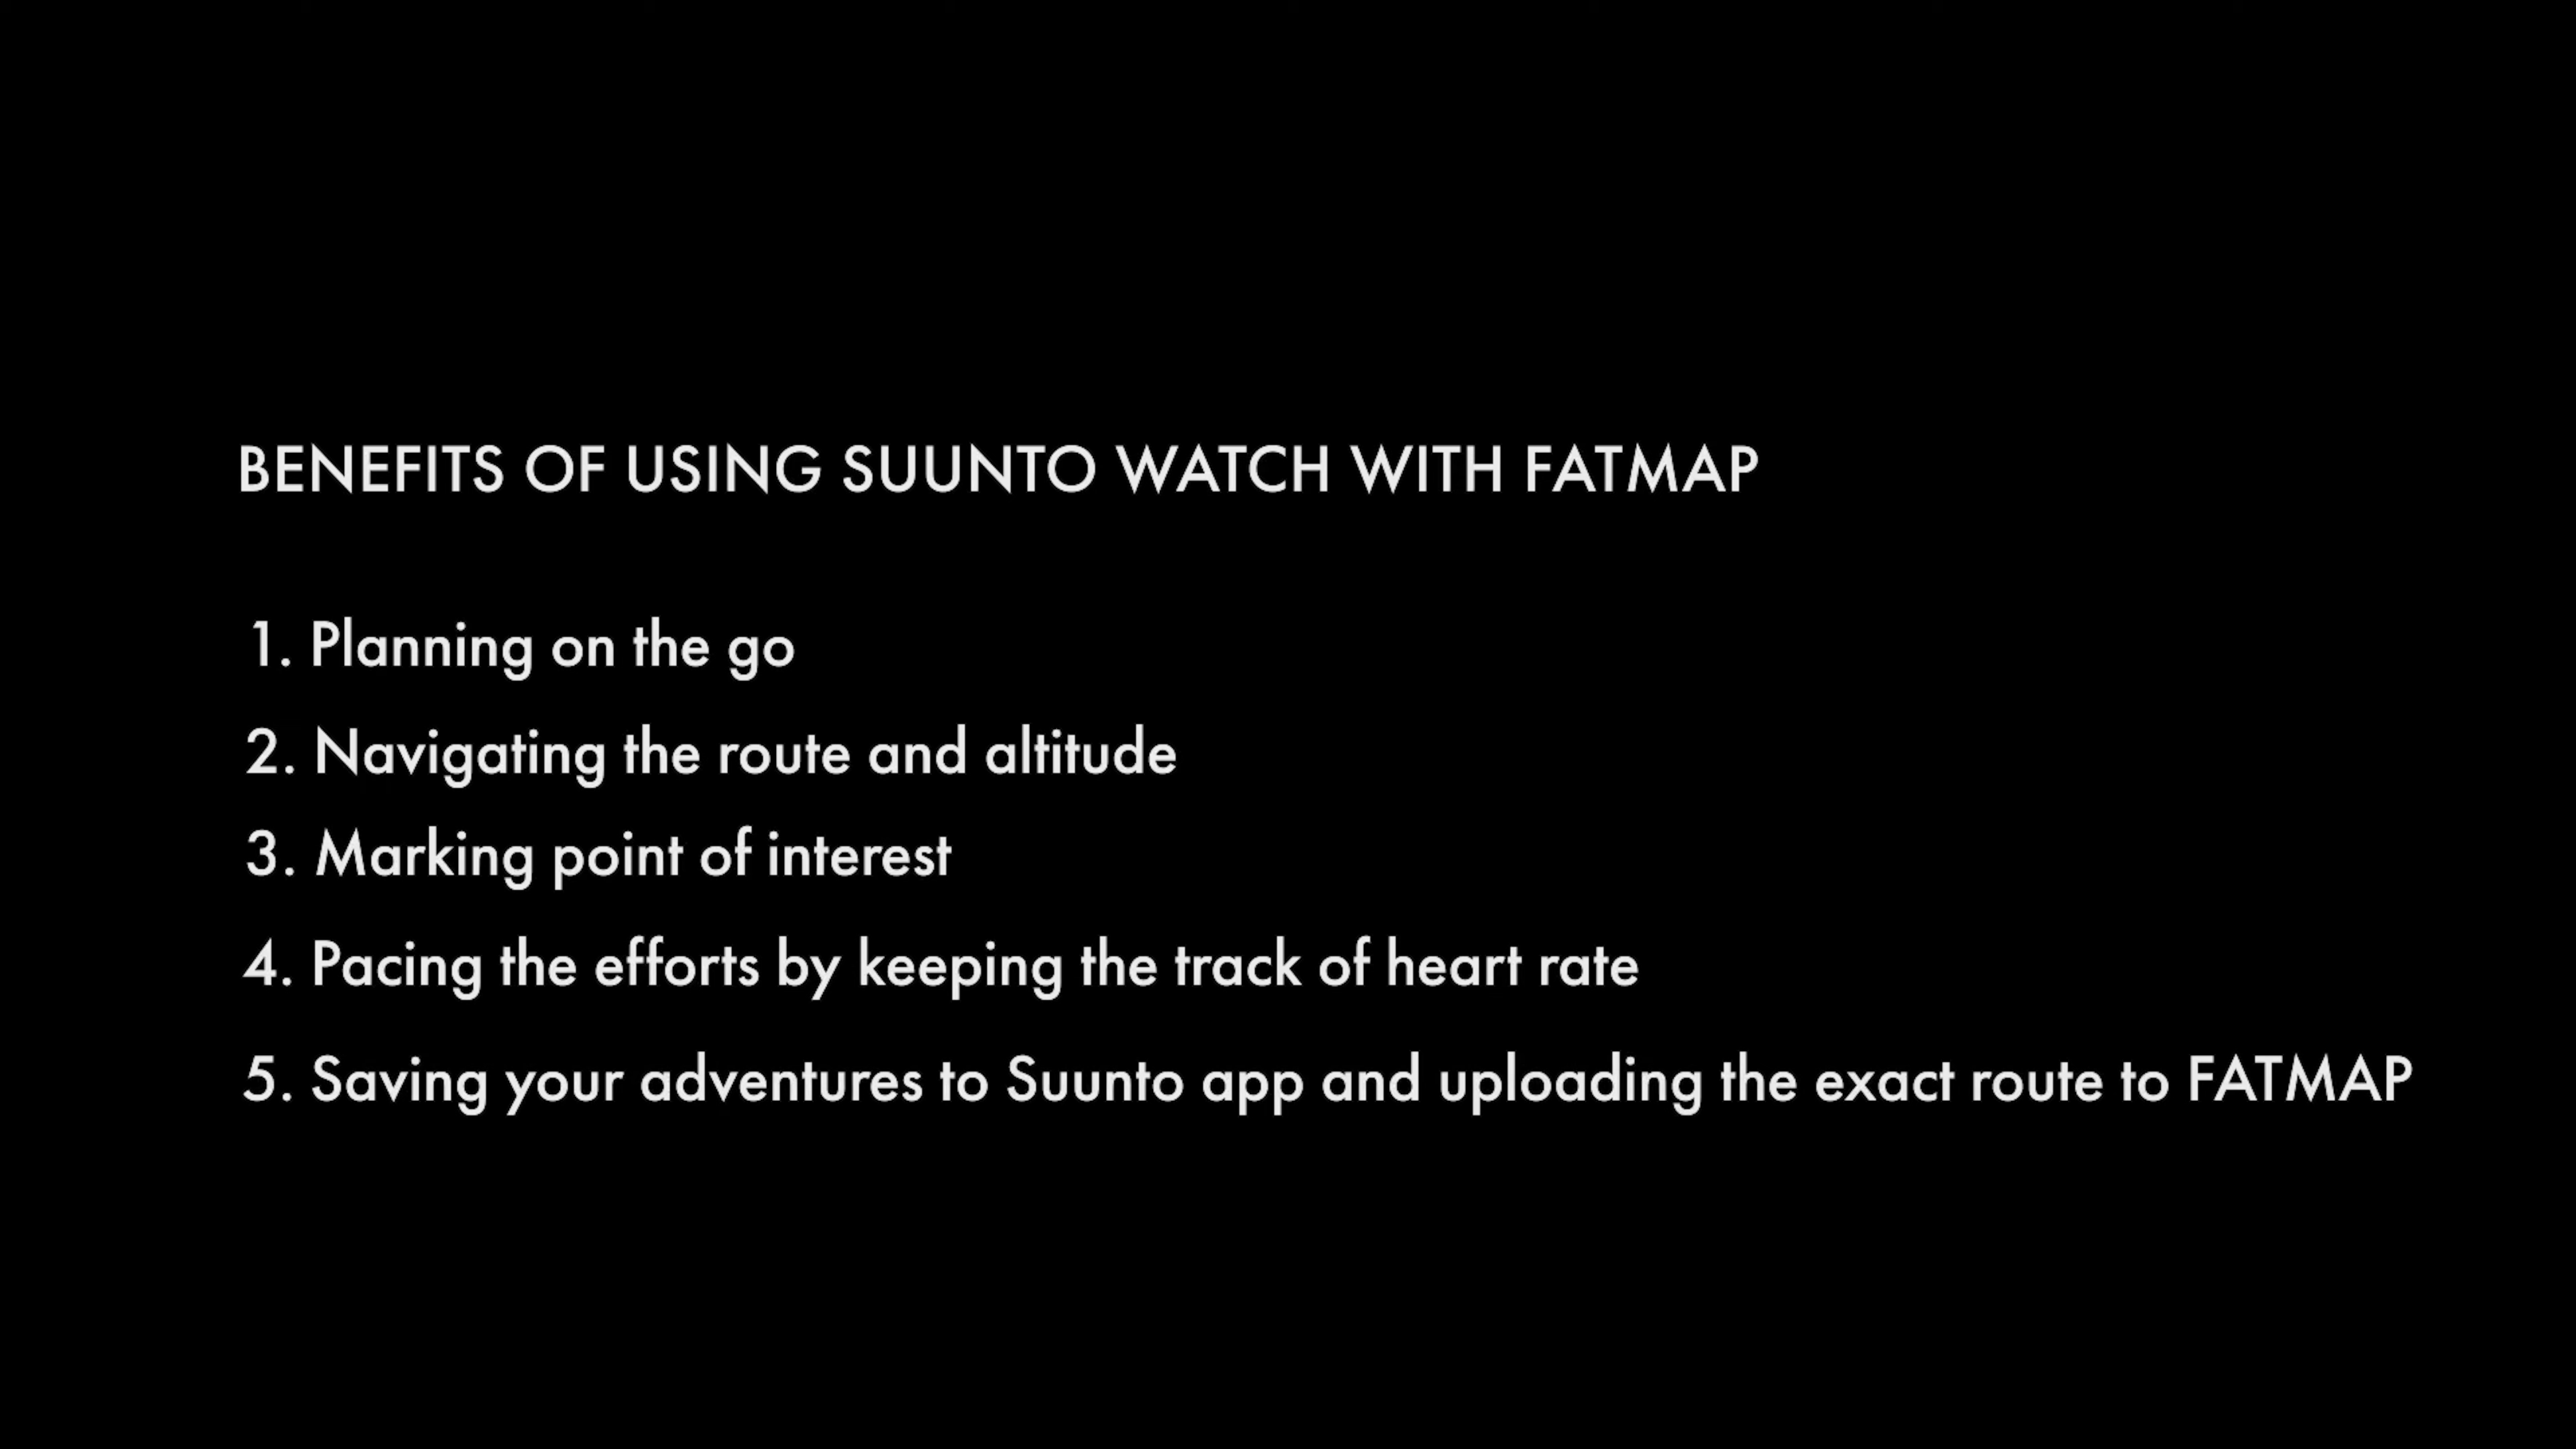 BENEFITS OF USING SUUNTO WATCH WITH FATMAP
1. Planning on the go
2. Navigating the route and altitude
3. Marking point of interest
4. Pacing the efforts by keeping the track of heart rate
5. Saving your adventures to Suunto app and uploading the exact route to FATMAP